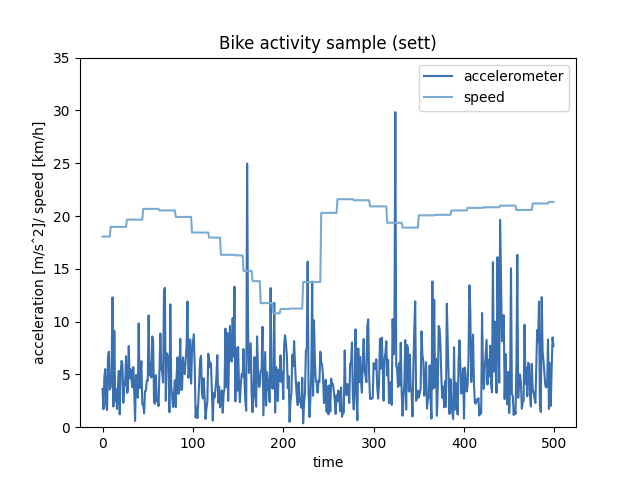 Bike activity sample (sett)
accelerometer
speed
acceleration [m/s^2]/ speed [km/h]
35
30
25
20
15
10
5
0
0
100
200
300
400
500
time